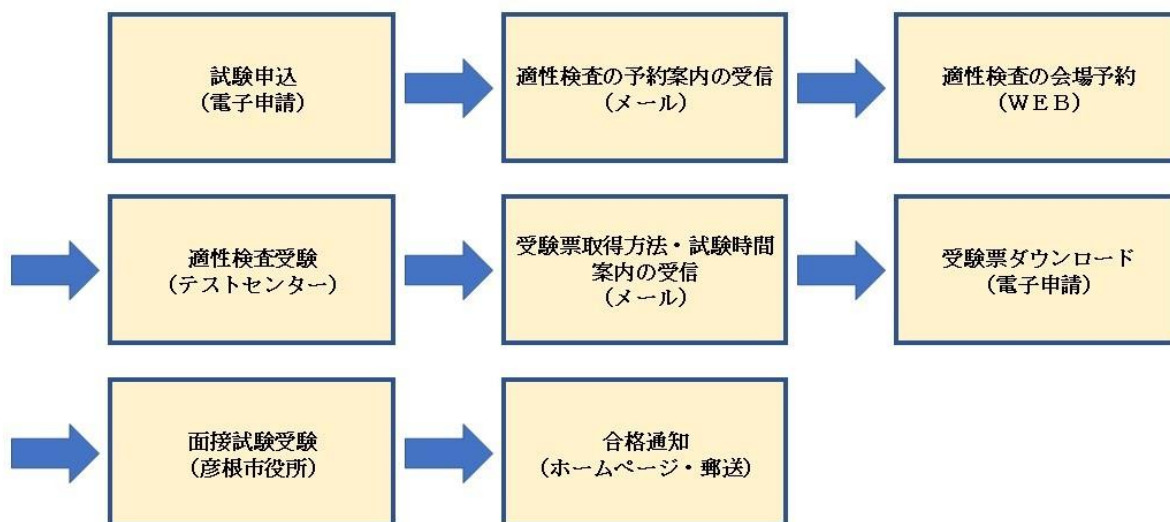 試験申込
（電子申請）
適性検査の予約案内の受信
（メール）
適性検査の会場予約
（ＷＥＢ）
適性検査受験
（テストセンター）
受験票取得方法・試験時間
案内の受信
（メール）
受験票ダウンロード
（電子申請）
面接試験受験
（彦根市役所）
合格通知
（ホームページ・郵送）